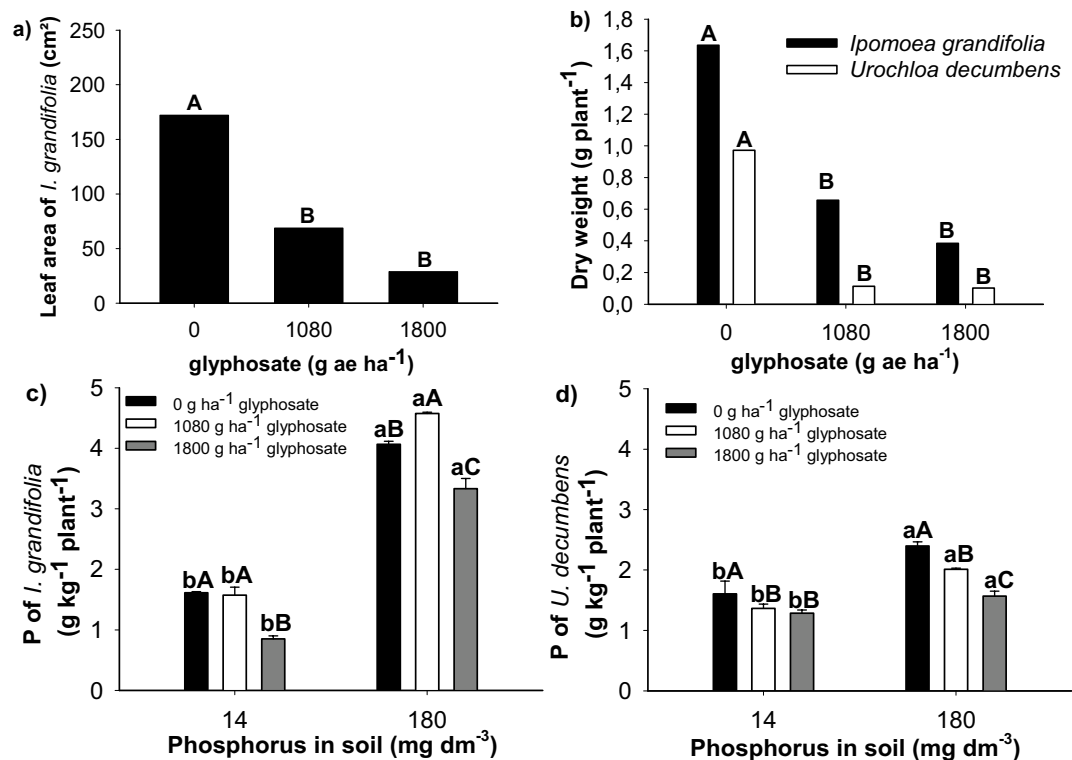 a)
Leaf area of I. grandifolia (cm²)
250
200
150
100
50
0
A
B
B
0 1080 1800
glyphosate (g ae ha-1)
b)
Dry weight (g plant-1)
1,8
1,6
1,4
1,2
1,0
0,8
0,6
0,4
0,2
0,0
Ipomoea grandifolia
Urochloa decumbens
A
A
B
B
B
B
0 1080 1800
glyphosate (g ae ha-1)
c)
P of I. grandifolia
(g kg-1 plant-1)
5
4
3
2
1
0
0 g ha-1 glyphosate
1080 g ha-1 glyphosate
1800 g ha-1 glyphosate
bA bA bB
aB aA aC
14 180
Phosphorus in soil (mg dm-3)
d)
P of U. decumbens
(g kg-1 plant-1)
5
4
3
2
1
0
0 g ha-1 glyphosate
1080 g ha-1 glyphosate
1800 g ha-1 glyphosate
bA bB bB
aA aB aC
14 180
Phosphorus in soil (mg dm-3)